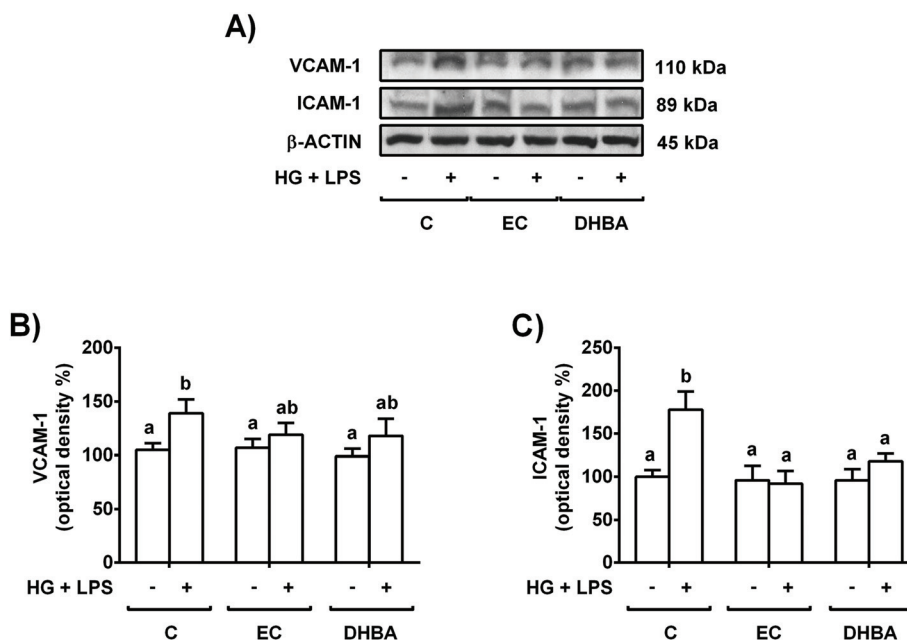 A)
VCAM-1 110 kDa
ICAM-1 89 kDa
β-ACTIN 45 kDa
HG + LPS - + - + - +
C EC DHBA
B)
VCAM-1
(optical density %)
200
150
100
50
0
a b a ab a ab
HG + LPS - + - + - +
C EC DHBA
C)
ICAM-1
(optical density %)
250
200
150
100
50
0
a b a a a a
HG + LPS - + - + - +
C EC DHBA